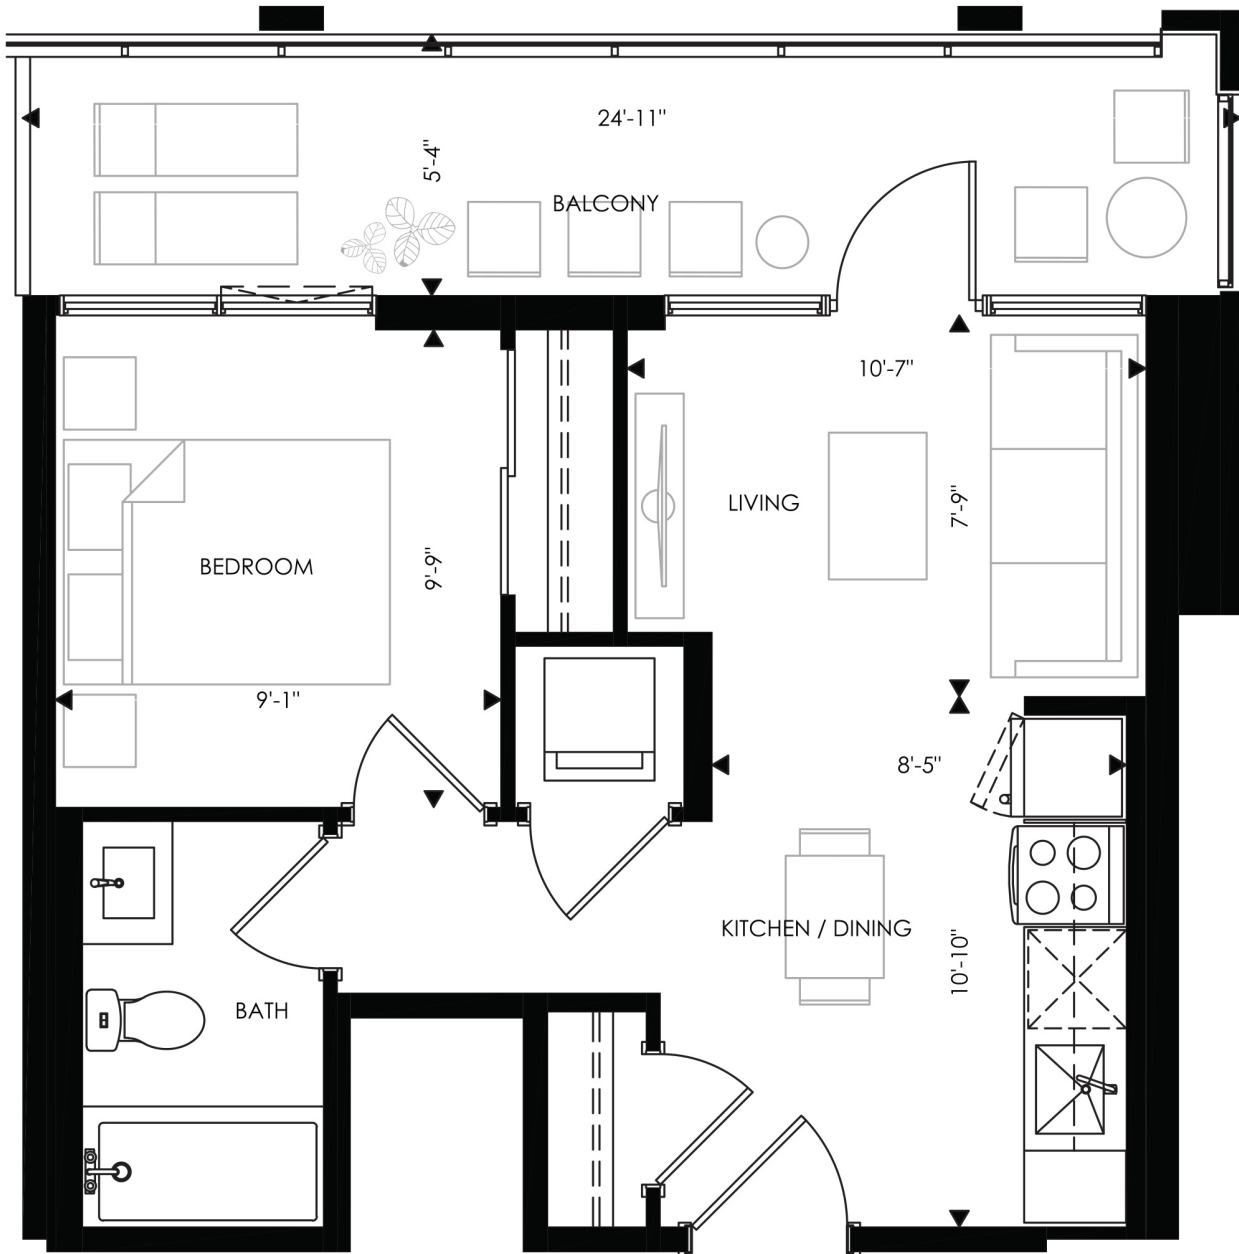 24'-11"
5'-4"
BALCONY
10'-7"
LIVING
7'-9"
BEDROOM
9'-9"
9'-1"
8'-5"
KITCHEN / DINING
10'-10"
BATH